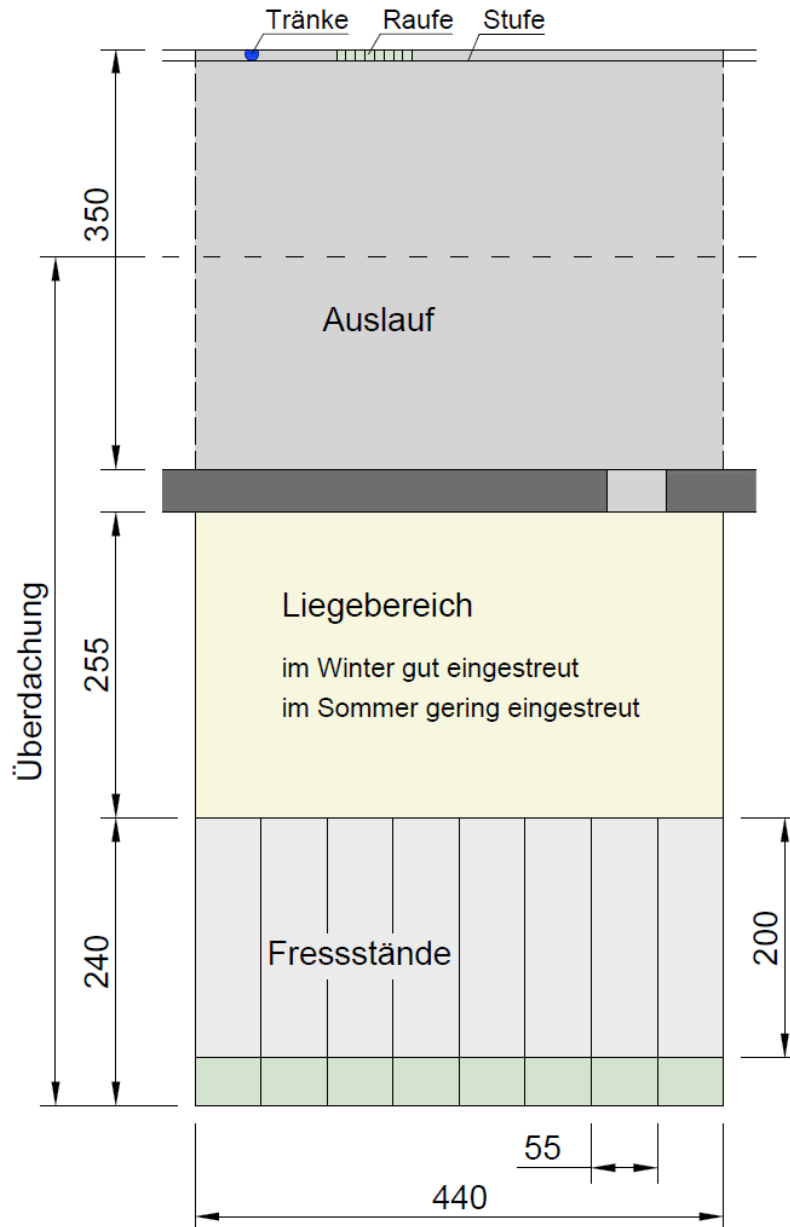 Tränke
Raufe
Stufe
350
Auslauf
Überdachung
255
Liegebereich
im Winter gut eingestreut
im Sommer gering eingestreut
240
Fressstände
200
55
440